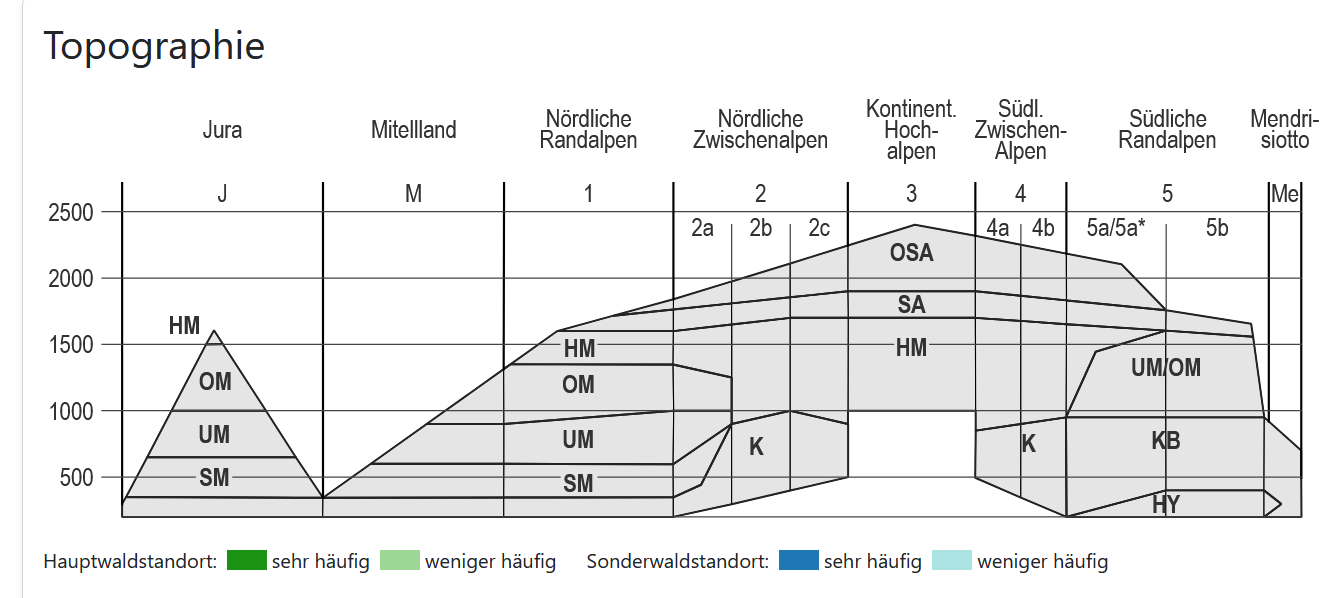 Topographie
Jura
Mitellland
Nördliche
Randalpen
Nördliche
Zwischenalpen
Kontinent.
Hoch-
alpen
Südl.
Zwischen-
Alpen
Südliche
Randalpen
Mendri-
siotto
J M 1 2 3 4 5 Me
2500
2a 2b 2c 4a 4b 5a/5a* 5b
OSA
2000
SA
HM
1500 HM HM
OM OM UM/OM
1000
UM UM K K KB
500 SM SM
HY
Hauptwaldstandort: sehr häufig weniger häufig Sonderwaldstandort: sehr häufig weniger häufig